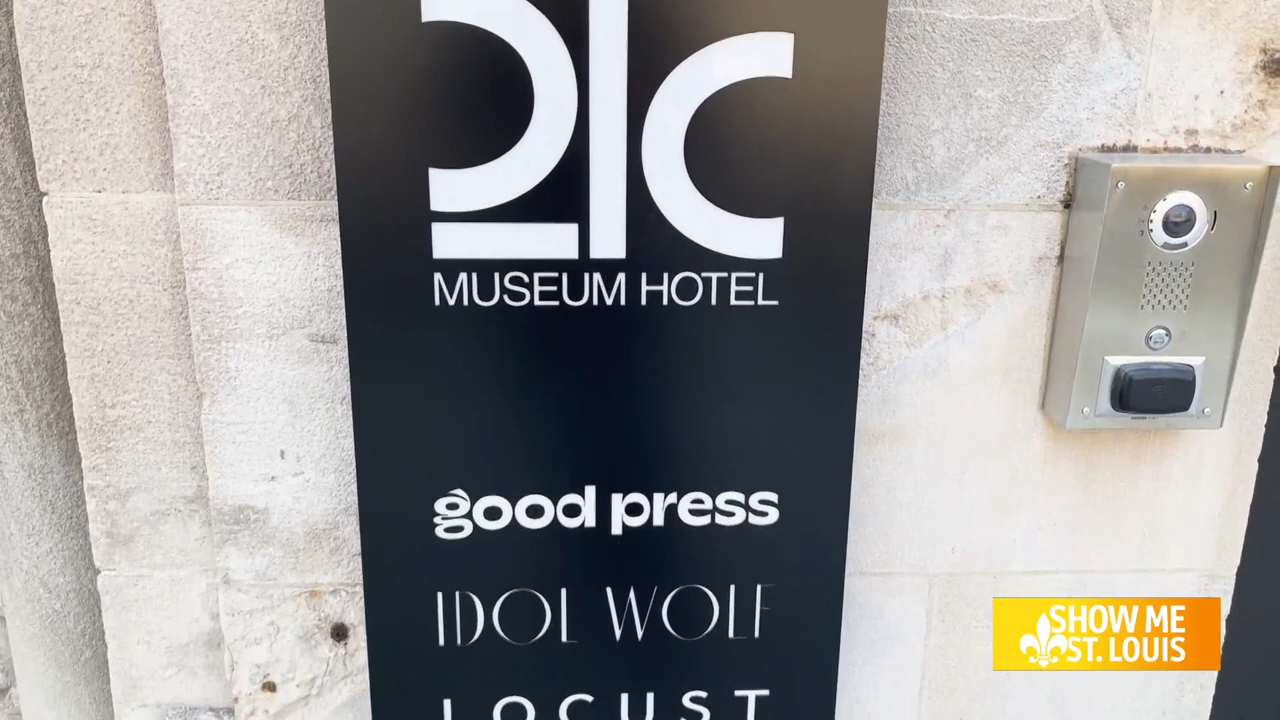 21c
MUSEUM HOTEL
good press
IDOL WOLF
LOCUST
SHOW ME
ST. LOUIS